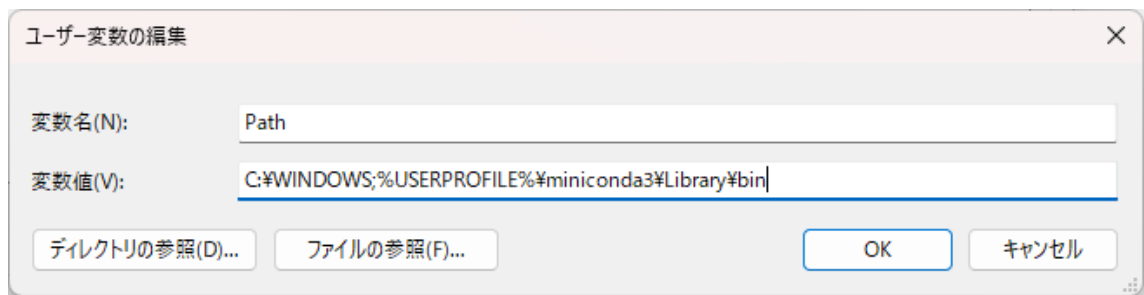 ユーザー変数の編集
変数名(N):
Path
変数値(V):
C:¥WINDOWS;%USERPROFILE%¥miniconda3¥Library¥bin
ディレクトリの参照(D)...
ファイルの参照(F)...
OK
キャンセル